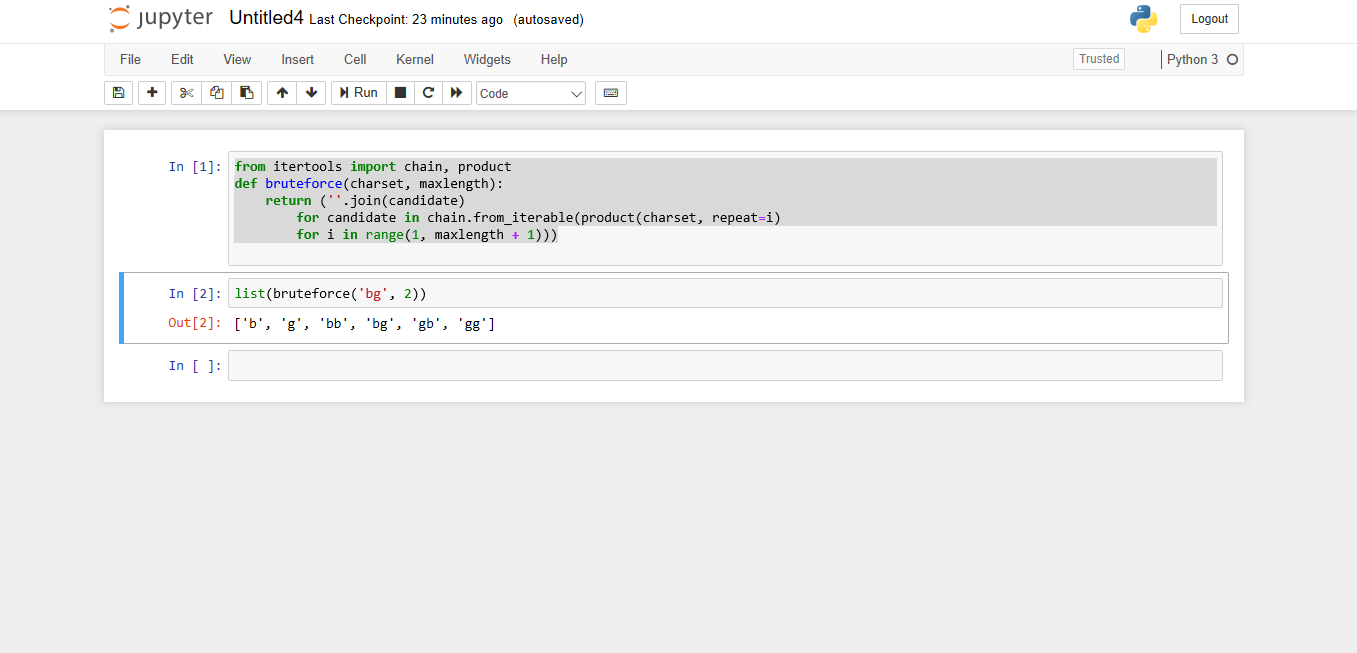 jupyter Untitled4 Last Checkpoint: 23 minutes ago (autosaved) Logout
File Edit View Insert Cell Kernel Widgets Help Trusted Python 3
Run Code
In [1]: from itertools import chain, product
def bruteforce(charset, maxlength):
    return (''.join(candidate)
        for candidate in chain.from_iterable(product(charset, repeat=i)
        for i in range(1, maxlength + 1)))
In [2]: list(bruteforce('bg', 2))
Out[2]: ['b', 'g', 'bb', 'bg', 'gb', 'gg']
In [ ]: